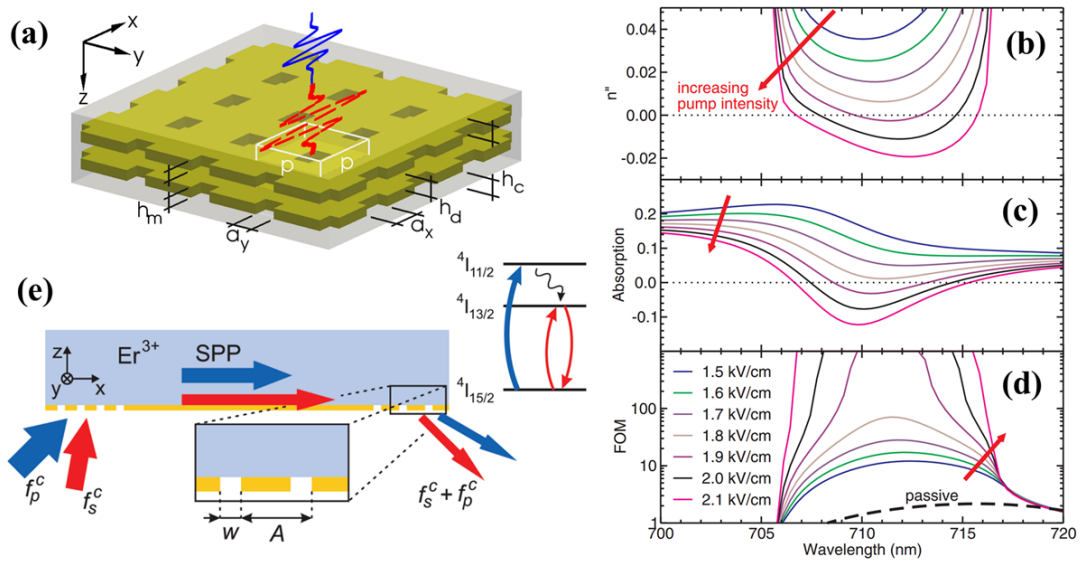 (a)
x
y
z
p
p
hₘ
a_y
aₓ
h_d
h_c
(b)
n"
0.04
0.02
0.00
-0.02
increasing
pump intensity
(c)
Absorption
0.2
0.1
0.0
-0.1
(d)
FOM
100
10
1
1.5 kV/cm
1.6 kV/cm
1.7 kV/cm
1.8 kV/cm
1.9 kV/cm
2.0 kV/cm
2.1 kV/cm
passive
700
705
710
715
720
Wavelength (nm)
(e)
z
y
x
Er³⁺
SPP
⁴I₁₁/₂
⁴I₁₃/₂
⁴I₁₅/₂
f_p^c
f_s^c
f_s^c + f_p^c
w
A